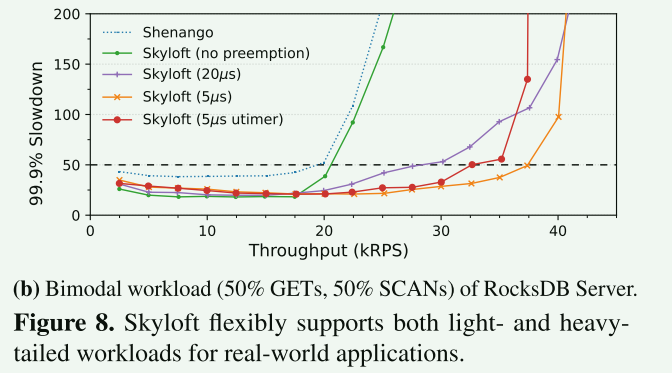 200
150
100
50
0
99.9% Slowdown
Shenango
Skyloft (no preemption)
Skyloft (20μs)
Skyloft (5μs)
Skyloft (5μs utimer)
0 10 20 30 40
Throughput (kRPS)
(b) Bimodal workload (50% GETs, 50% SCANs) of RocksDB Server.
Figure 8. Skyloft flexibly supports both light- and heavy-
tailed workloads for real-world applications.